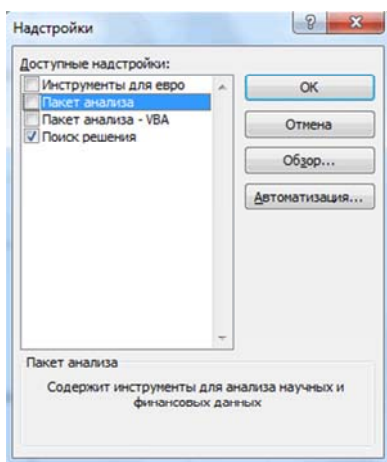 Надстройки
Доступные надстройки:
Инструменты для евро
Пакет анализа
Пакет анализа - VBA
Поиск решения
ОК
Отмена
Обзор...
Автоматизация...
Пакет анализа
Содержит инструменты для анализа научных и
финансовых данных